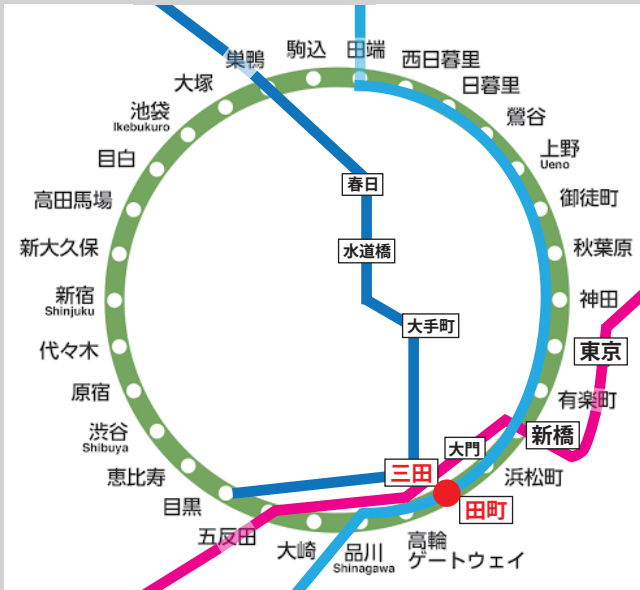 駒込
田端
巣鴨
西日暮里
大塚
日暮里
池袋
Ikebukuro
鶯谷
目白
上野
Ueno
春日
高田馬場
御徒町
新大久保
水道橋
秋葉原
新宿
Shinjuku
神田
大手町
代々木
東京
原宿
有楽町
渋谷
Shibuya
新橋
大門
恵比寿
三田
浜松町
目黒
田町
五反田
大崎
品川
Shinagawa
高輪
ゲートウェイ